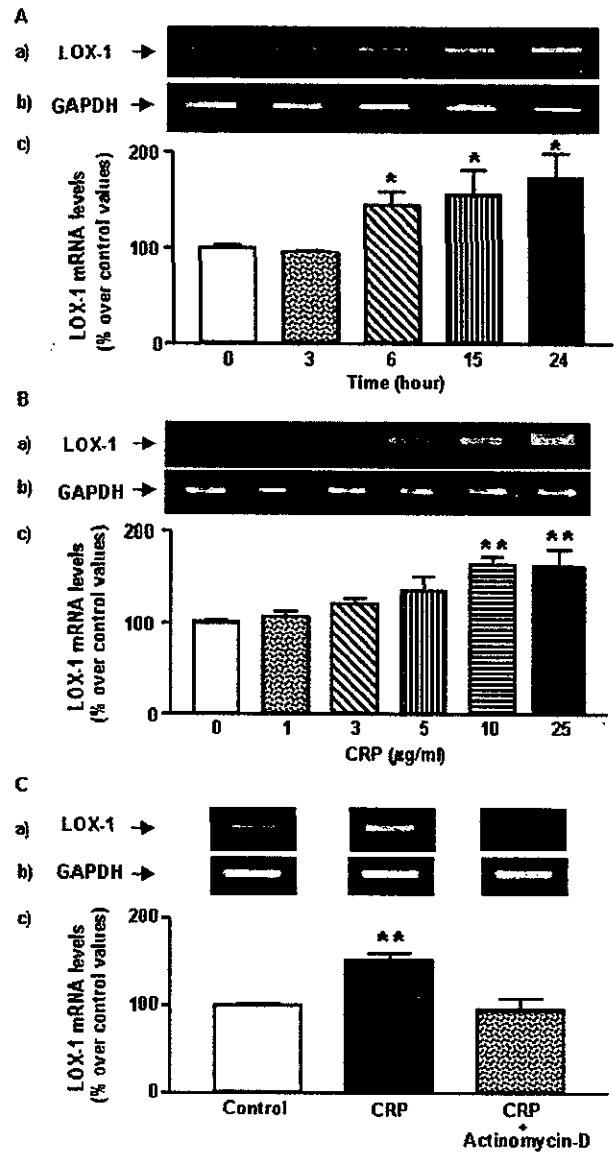 A
a) LOX-1
b) GAPDH
c)
LOX-1 mRNA levels
(% over control values)
200
100
0
* * *
0 3 6 15 24
Time (hour)
B
a) LOX-1
b) GAPDH
c)
LOX-1 mRNA levels
(% over control values)
200
100
0
** **
0 1 3 5 10 25
CRP (µg/ml)
C
a) LOX-1
b) GAPDH
c)
LOX-1 mRNA levels
(% over control values)
200
100
0
**
Control CRP CRP
+
Actinomycin-D